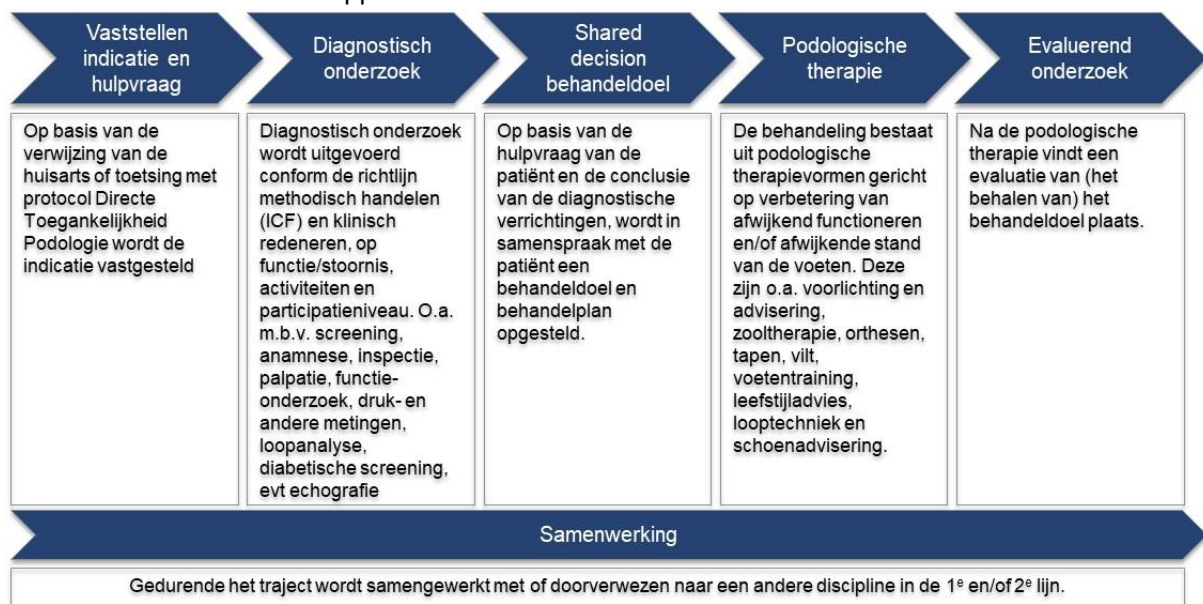 Vaststellen
indicatie en
hulpvraag
Diagnostisch
onderzoek
Shared
decision
behandeldoel
Podologische
therapie
Evaluerend
onderzoek
Op basis van de
verwijzing van de
huisarts of toetsing met
protocol Directe
Toegankelijkheid
Podologie wordt de
indicatie vastgesteld
Diagnostisch onderzoek
wordt uitgevoerd
conform de richtlijn
methodisch handelen
(ICF) en klinisch
redeneren, op
functie/stoornis,
activiteiten en
participatieniveau. O.a.
m.b.v. screening,
anamnese, inspectie,
palpatie, functie-
onderzoek, druk- en
andere metingen,
loopanalyse,
diabetische screening,
evt echografie
Op basis van de
hulpvraag van de
patiënt en de conclusie
van de diagnostische
verrichtingen, wordt in
samenspraak met de
patiënt een
behandeldoel en
behandelplan
opgesteld.
De behandeling bestaat
uit podologische
therapievormen gericht
op verbetering van
afwijkend functioneren
en/of afwijkende stand
van de voeten. Deze
zijn o.a. voorlichting en
advisering,
zooltherapie, orthesen,
tapen, vilt,
voetentraining,
leefstijladvies,
looptechniek en
schoenadvisering.
Na de podologische
therapie vindt een
evaluatie van (het
behalen van) het
behandeldoel plaats.
Samenwerking
Gedurende het traject wordt samengewerkt met of doorverwezen naar een andere discipline in de 1e en/of 2e lijn.